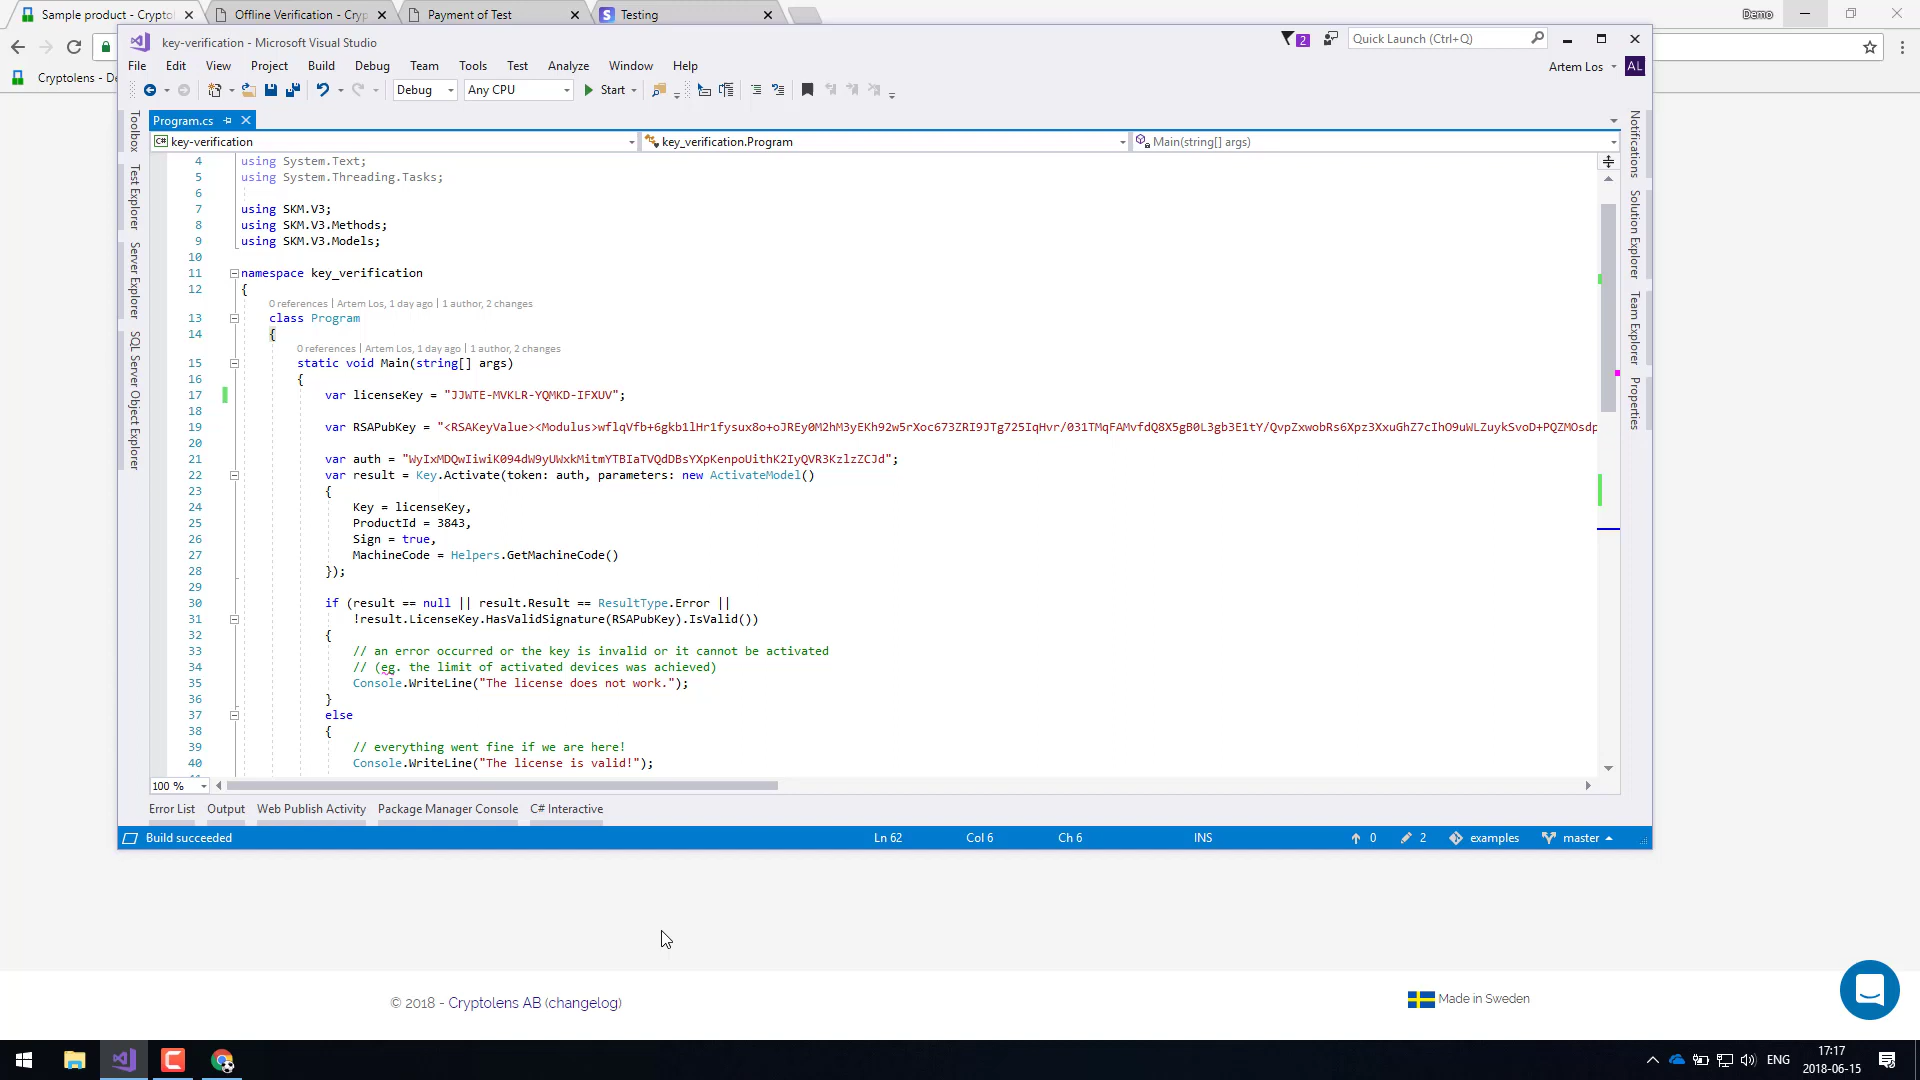 Sample product - Cryptol
Offline Verification - Cryp
Payment of Test
Testing
Demo
key-verification - Microsoft Visual Studio
2
Quick Launch (Ctrl+Q)
Cryptolens - De
File Edit View Project Build Debug Team Tools Test Analyze Window Help
Artem Los
AL
Debug
Any CPU
Start
Program.cs
key-verification
key_verification.Program
Main(string[] args)
Toolbox
Test Explorer
Server Explorer
SQL Server Object Explorer
Notifications
Solution Explorer
Team Explorer
Properties
4 using System.Text;
5 using System.Threading.Tasks;
6
7 using SKM.V3;
8 using SKM.V3.Methods;
9 using SKM.V3.Models;
10
11 namespace key_verification
12 {
0 references | Artem Los, 1 day ago | 1 author, 2 changes
13 class Program
14 {
0 references | Artem Los, 1 day ago | 1 author, 2 changes
15 static void Main(string[] args)
16 {
17 var licenseKey = "JJWTE-MVKLR-YQMKD-IFXUV";
18
19 var RSAPubKey = "<RSAKeyValue><Modulus>wflqVfb+6gkb1lHr1fysux8o+oJREy0M2hM3yEKh92w5rXoc673ZRI9JTg725IqHvr/031TMqFAMvfdQ8X5gB0L3gb3E1tY/QvpZxwobRs6Xpz3XxuGhZ7cIhO9uWLZuykSvoD+PQZMOsdp
20
21 var auth = "WyIxMDQwIiwiK094dW9yUWxkMitmYTBIaTVQdDBsYXpKenpoUithK2IyQVR3KzlzZCJd";
22 var result = Key.Activate(token: auth, parameters: new ActivateModel()
23 {
24 Key = licenseKey,
25 ProductId = 3843,
26 Sign = true,
27 MachineCode = Helpers.GetMachineCode()
28 });
29
30 if (result == null || result.Result == ResultType.Error ||
31 !result.LicenseKey.HasValidSignature(RSAPubKey).IsValid())
32 {
33 // an error occurred or the key is invalid or it cannot be activated
34 // (eg. the limit of activated devices was achieved)
35 Console.WriteLine("The license does not work.");
36 }
37 else
38 {
39 // everything went fine if we are here!
40 Console.WriteLine("The license is valid!");
100 %
Error List Output Web Publish Activity Package Manager Console C# Interactive
Build succeeded
Ln 62
Col 6
Ch 6
INS
0
2
examples
master
© 2018 - Cryptolens AB (changelog)
Made in Sweden
ENG
17:17
2018-06-15